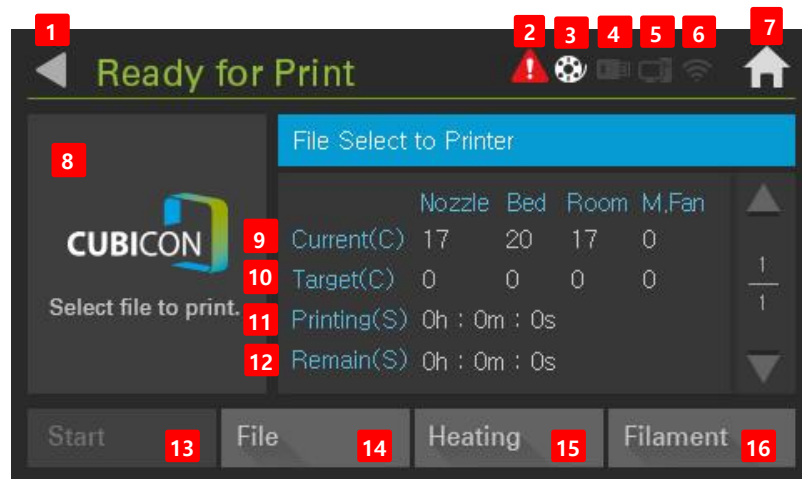 1 2 3 4 5 6 7
Ready for Print
8
CUBICON
Select file to print.
File Select to Printer
Nozzle Bed Room M,Fan
9 Current(C) 17 20 17 0
10 Target(C) 0 0 0 0
11 Printing(S) 0h : 0m : 0s
12 Remain(S) 0h : 0m : 0s
1
1
Start 13 File 14 Heating 15 Filament 16